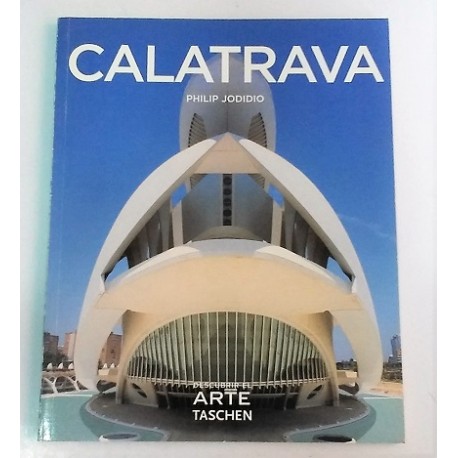 CALATRAVA
PHILIP JODIDIO
DESCUBRIR EL
ARTE
TASCHEN